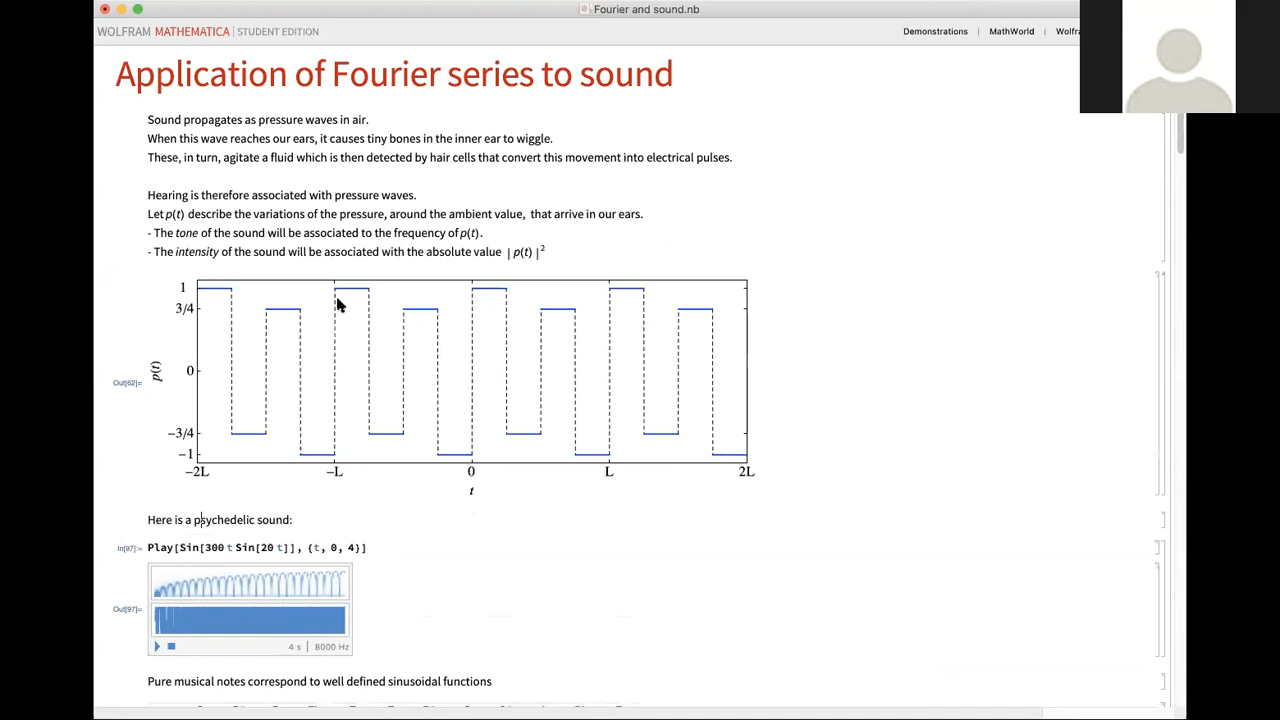 Fourier and sound.nb
WOLFRAM MATHEMATICA | STUDENT EDITION
Demonstrations | MathWorld |
Application of Fourier series to sound
Sound propagates as pressure waves in air.
When this wave reaches our ears, it causes tiny bones in the inner ear to wiggle.
These, in turn, agitate a fluid which is then detected by hair cells that convert this movement into electrical pulses.
Hearing is therefore associated with pressure waves.
Let p(t) describe the variations of the pressure, around the ambient value, that arrive in our ears.
- The tone of the sound will be associated to the frequency of p(t).
- The intensity of the sound will be associated with the absolute value | p(t) |²
1
3/4
0
-3/4
-1
p(t)
Out[62]=
-2L -L 0 L 2L
t
Here is a psychedelic sound:
In[97]:= Play[Sin[300 t Sin[20 t]], {t, 0, 4}]
Out[97]=
4 s | 8000 Hz
Pure musical notes correspond to well defined sinusoidal functions